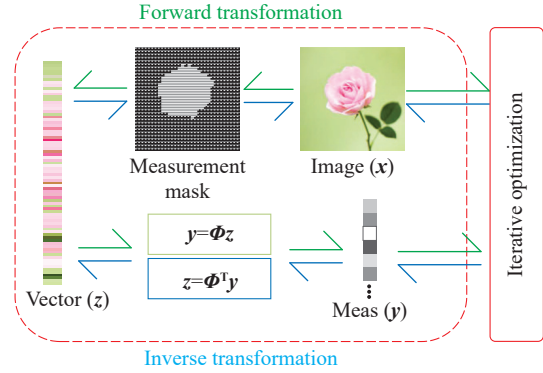 Forward transformation
Measurement
mask
Image (x)
Iterative optimization
y=Φz
z=Φᵀy
Vector (z)
Meas (y)
Inverse transformation